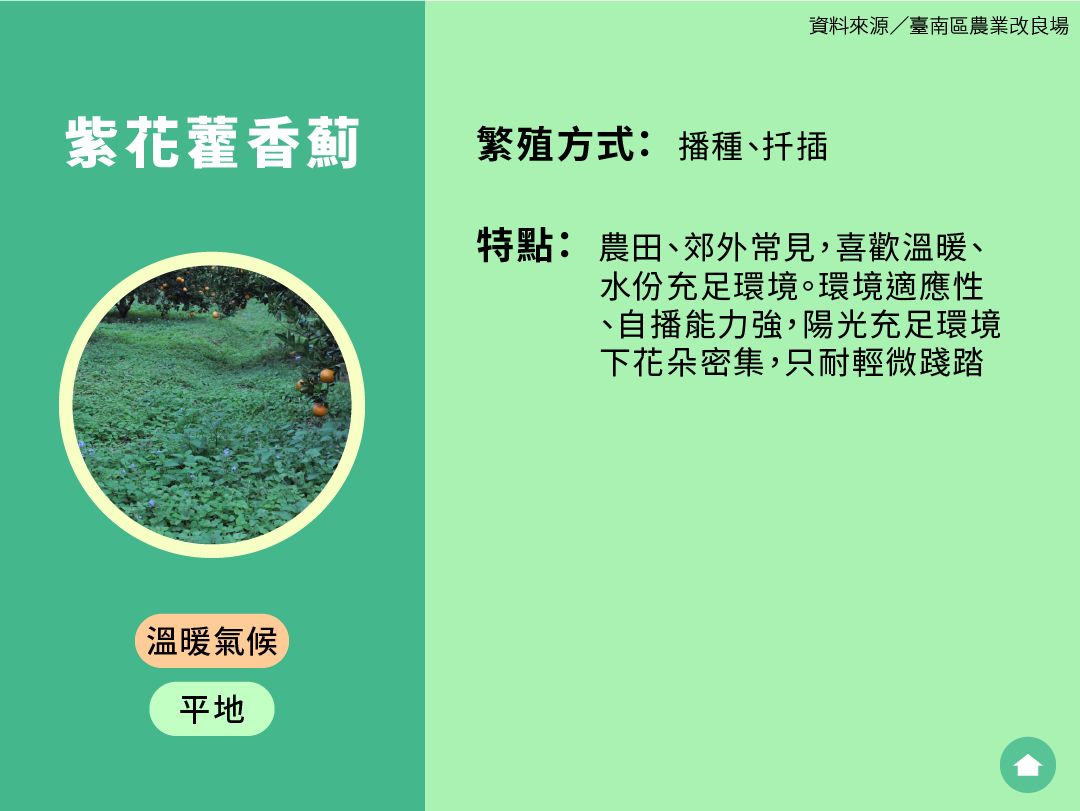 資料來源／臺南區農業改良場
紫花藿香薊
繁殖方式： 播種、扦插
特點： 農田、郊外常見，喜歡溫暖、
水份充足環境。環境適應性
、自播能力強，陽光充足環境
下花朵密集，只耐輕微踐踏
溫暖氣候
平地